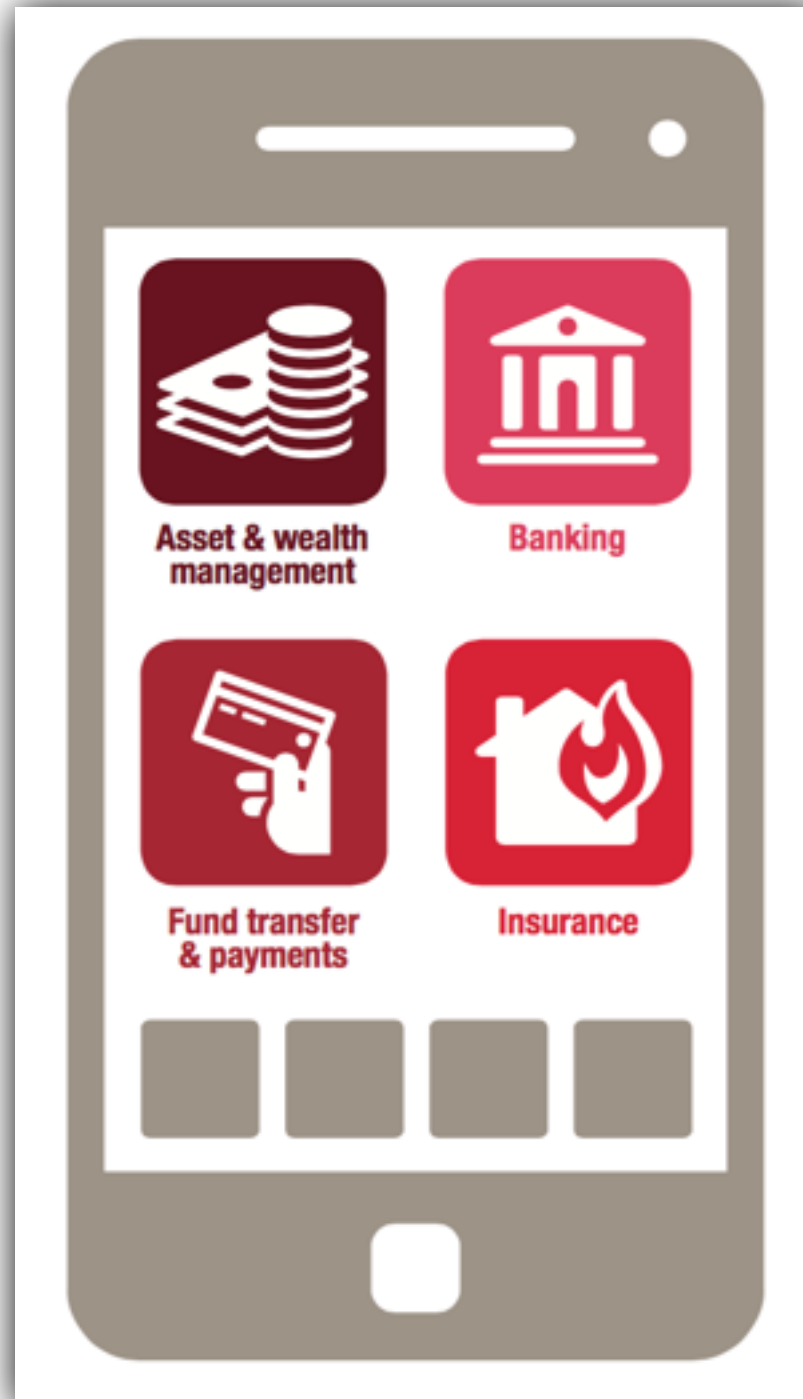 Asset & wealth
management
Banking
Fund transfer
& payments
Insurance